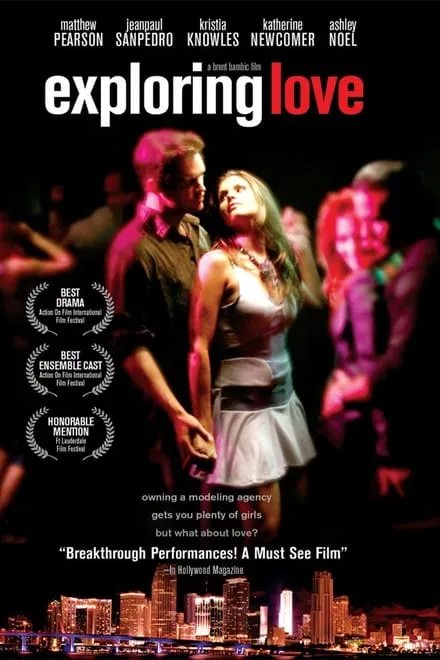 matthew jeanpaul kristia katherine ashley
PEARSON SANPEDRO KNOWLES NEWCOMER NOEL
a brent bambic film
exploringlove
BEST
DRAMA
Action On Film International
Film Festival
BEST
ENSEMBLE CAST
Action On Film International
Film Festival
HONORABLE
MENTION
Ft Lauderdale
Film Festival
owning a modeling agency
gets you plenty of girls
but what about love?
“Breakthrough Performances! A Must See Film”
—In Hollywood Magazine